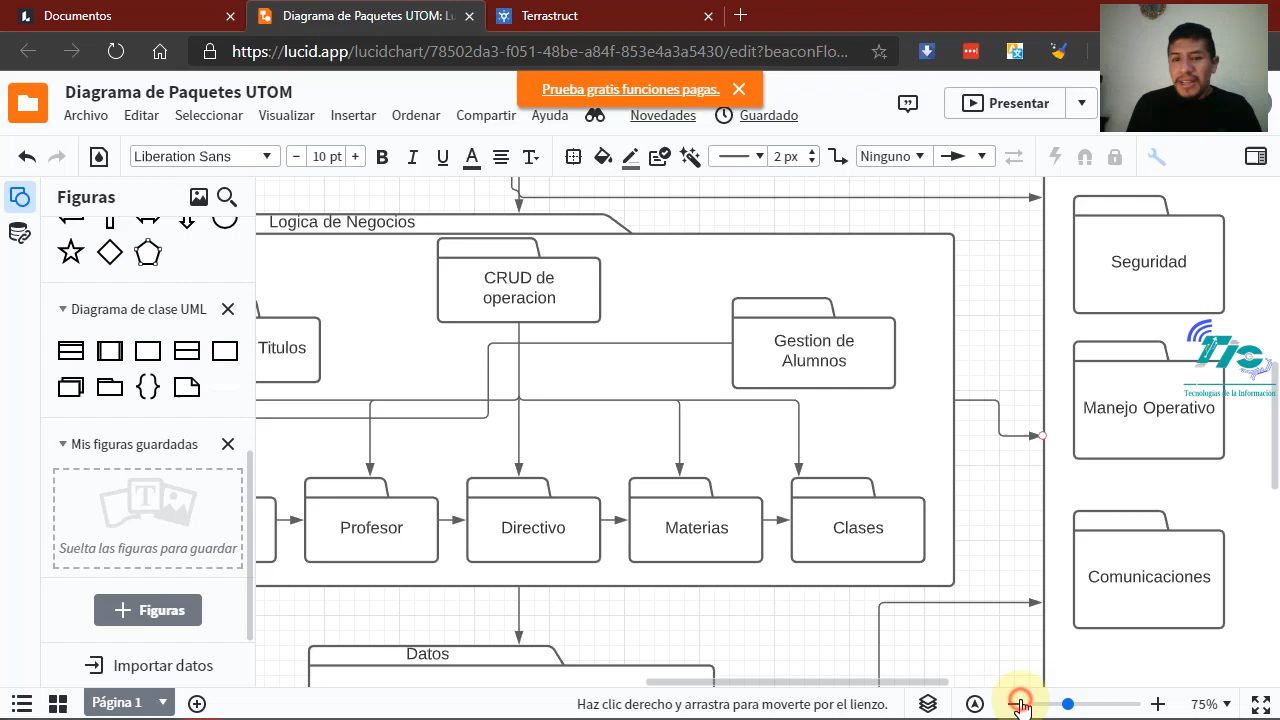 Documentos
Diagrama de Paquetes UTOM: Lu
Terrastruct
https://lucid.app/lucidchart/78502da3-f051-48be-a84f-853e4a3a5430/edit?beaconFlo...
Diagrama de Paquetes UTOM
Prueba gratis funciones pagas.
Presentar
Archivo Editar Seleccionar Visualizar Insertar Ordenar Compartir Ayuda Novedades Guardado
Liberation Sans
10 pt
2 px
Ninguno
Figuras
Diagrama de clase UML
Mis figuras guardadas
Suelta las figuras para guardar
Figuras
Importar datos
Logica de Negocios
CRUD de
operacion
Titulos
Gestion de
Alumnos
Profesor
Directivo
Materias
Clases
Datos
Seguridad
Tecnologías de la Información
Manejo Operativo
Comunicaciones
Página 1
Haz clic derecho y arrastra para moverte por el lienzo.
75%